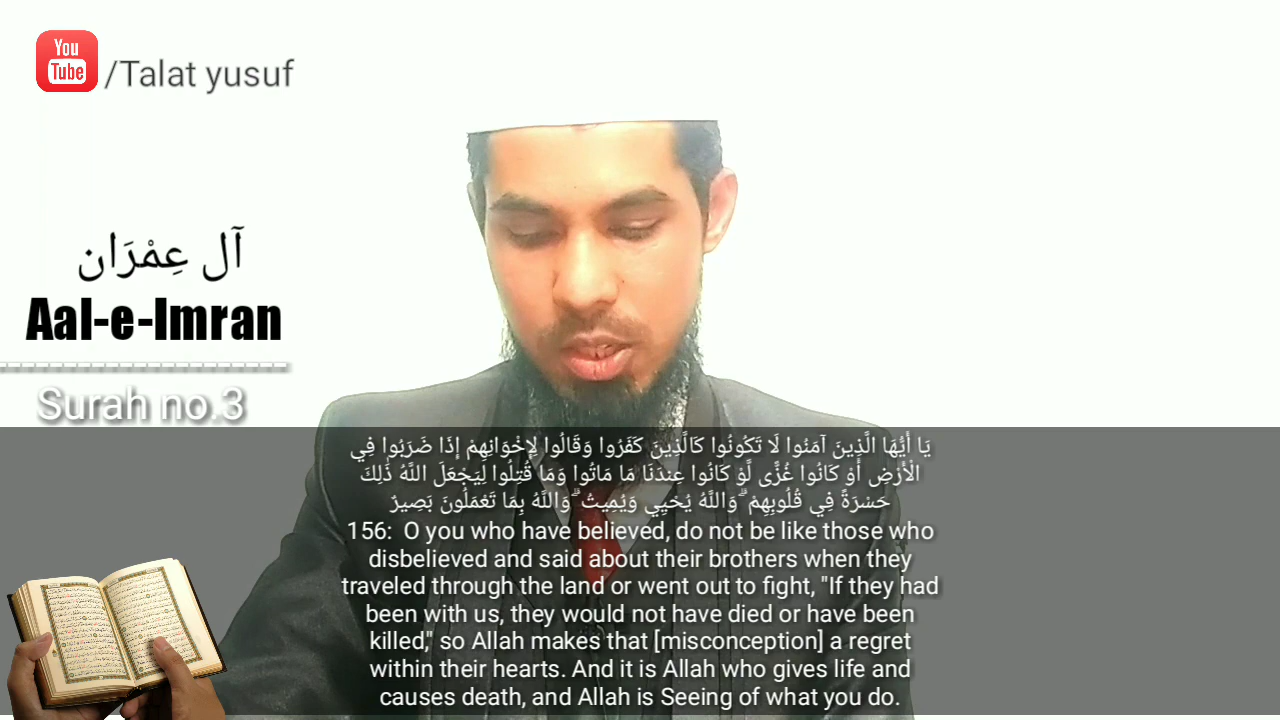 You
Tube
/Talat yusuf
آل عِمْرَان
Aal-e-Imran
Surah no.3
يَا أَيُّهَا الَّذِينَ آمَنُوا لَا تَكُونُوا كَالَّذِينَ كَفَرُوا وَقَالُوا لِإِخْوَانِهِمْ إِذَا ضَرَبُوا فِي
الْأَرْضِ أَوْ كَانُوا غُزًّى لَّوْ كَانُوا عِندَنَا مَا مَاتُوا وَمَا قُتِلُوا لِيَجْعَلَ اللَّهُ ذَٰلِكَ
حَسْرَةً فِي قُلُوبِهِمْ ۗ وَاللَّهُ يُحْيِي وَيُمِيتُ ۗ وَاللَّهُ بِمَا تَعْمَلُونَ بَصِيرٌ
156:  O you who have believed, do not be like those who
disbelieved and said about their brothers when they
traveled through the land or went out to fight, "If they had
been with us, they would not have died or have been
killed," so Allah makes that [misconception] a regret
within their hearts. And it is Allah who gives life and
causes death, and Allah is Seeing of what you do.